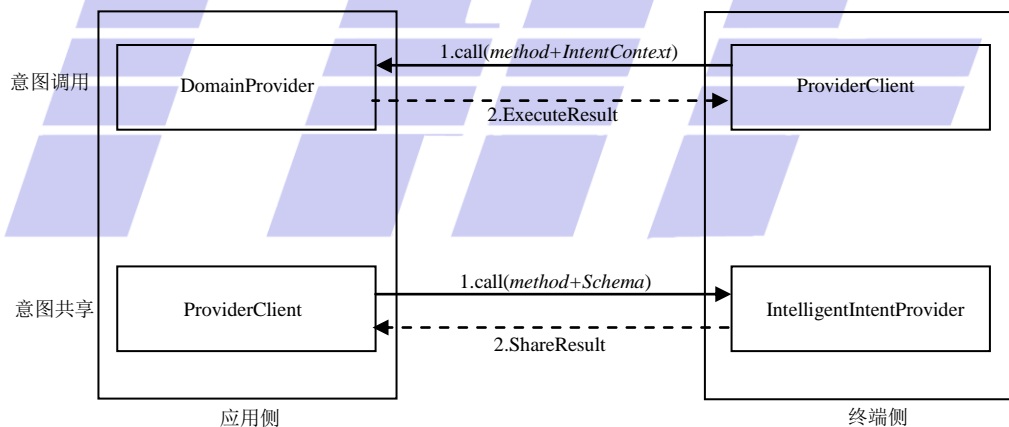 1.call(method+IntentContext)
意图调用
DomainProvider
ProviderClient
2.ExecuteResult
1.call(method+Schema)
意图共享
ProviderClient
IntelligentIntentProvider
2.ShareResult
应用侧
终端侧